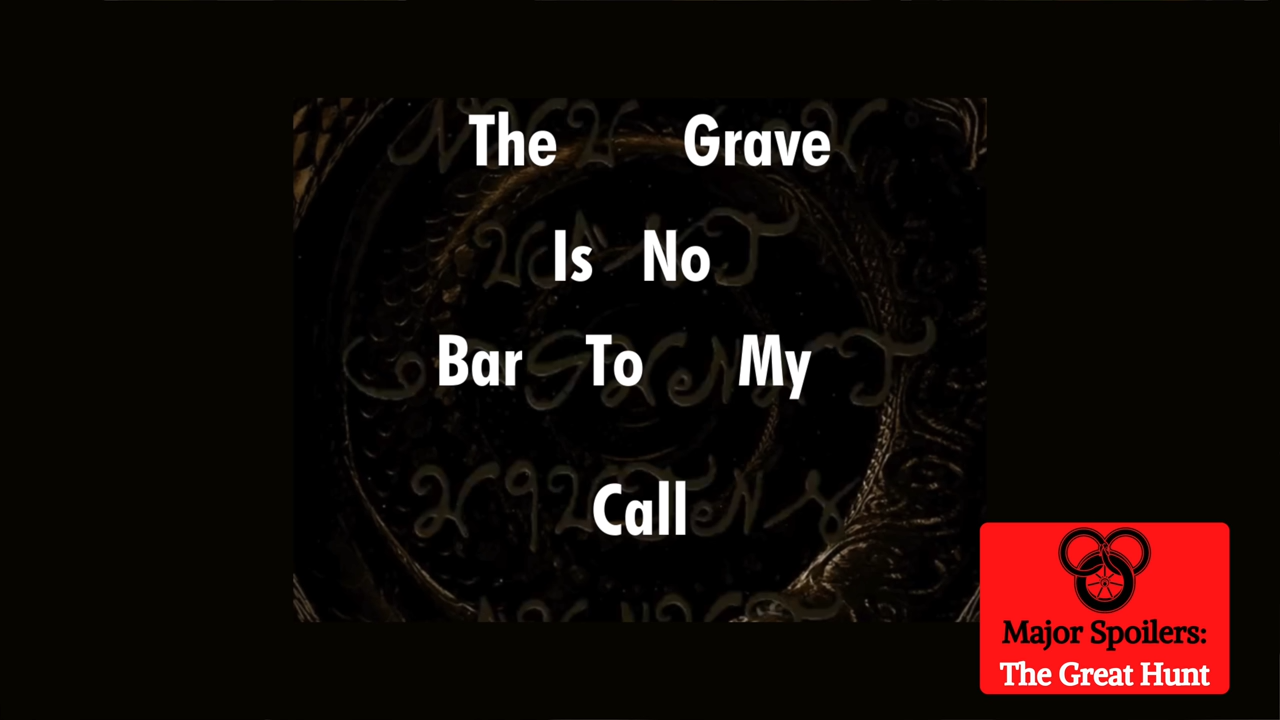 The Grave
Is No
Bar To My
Call
Major Spoilers:
The Great Hunt